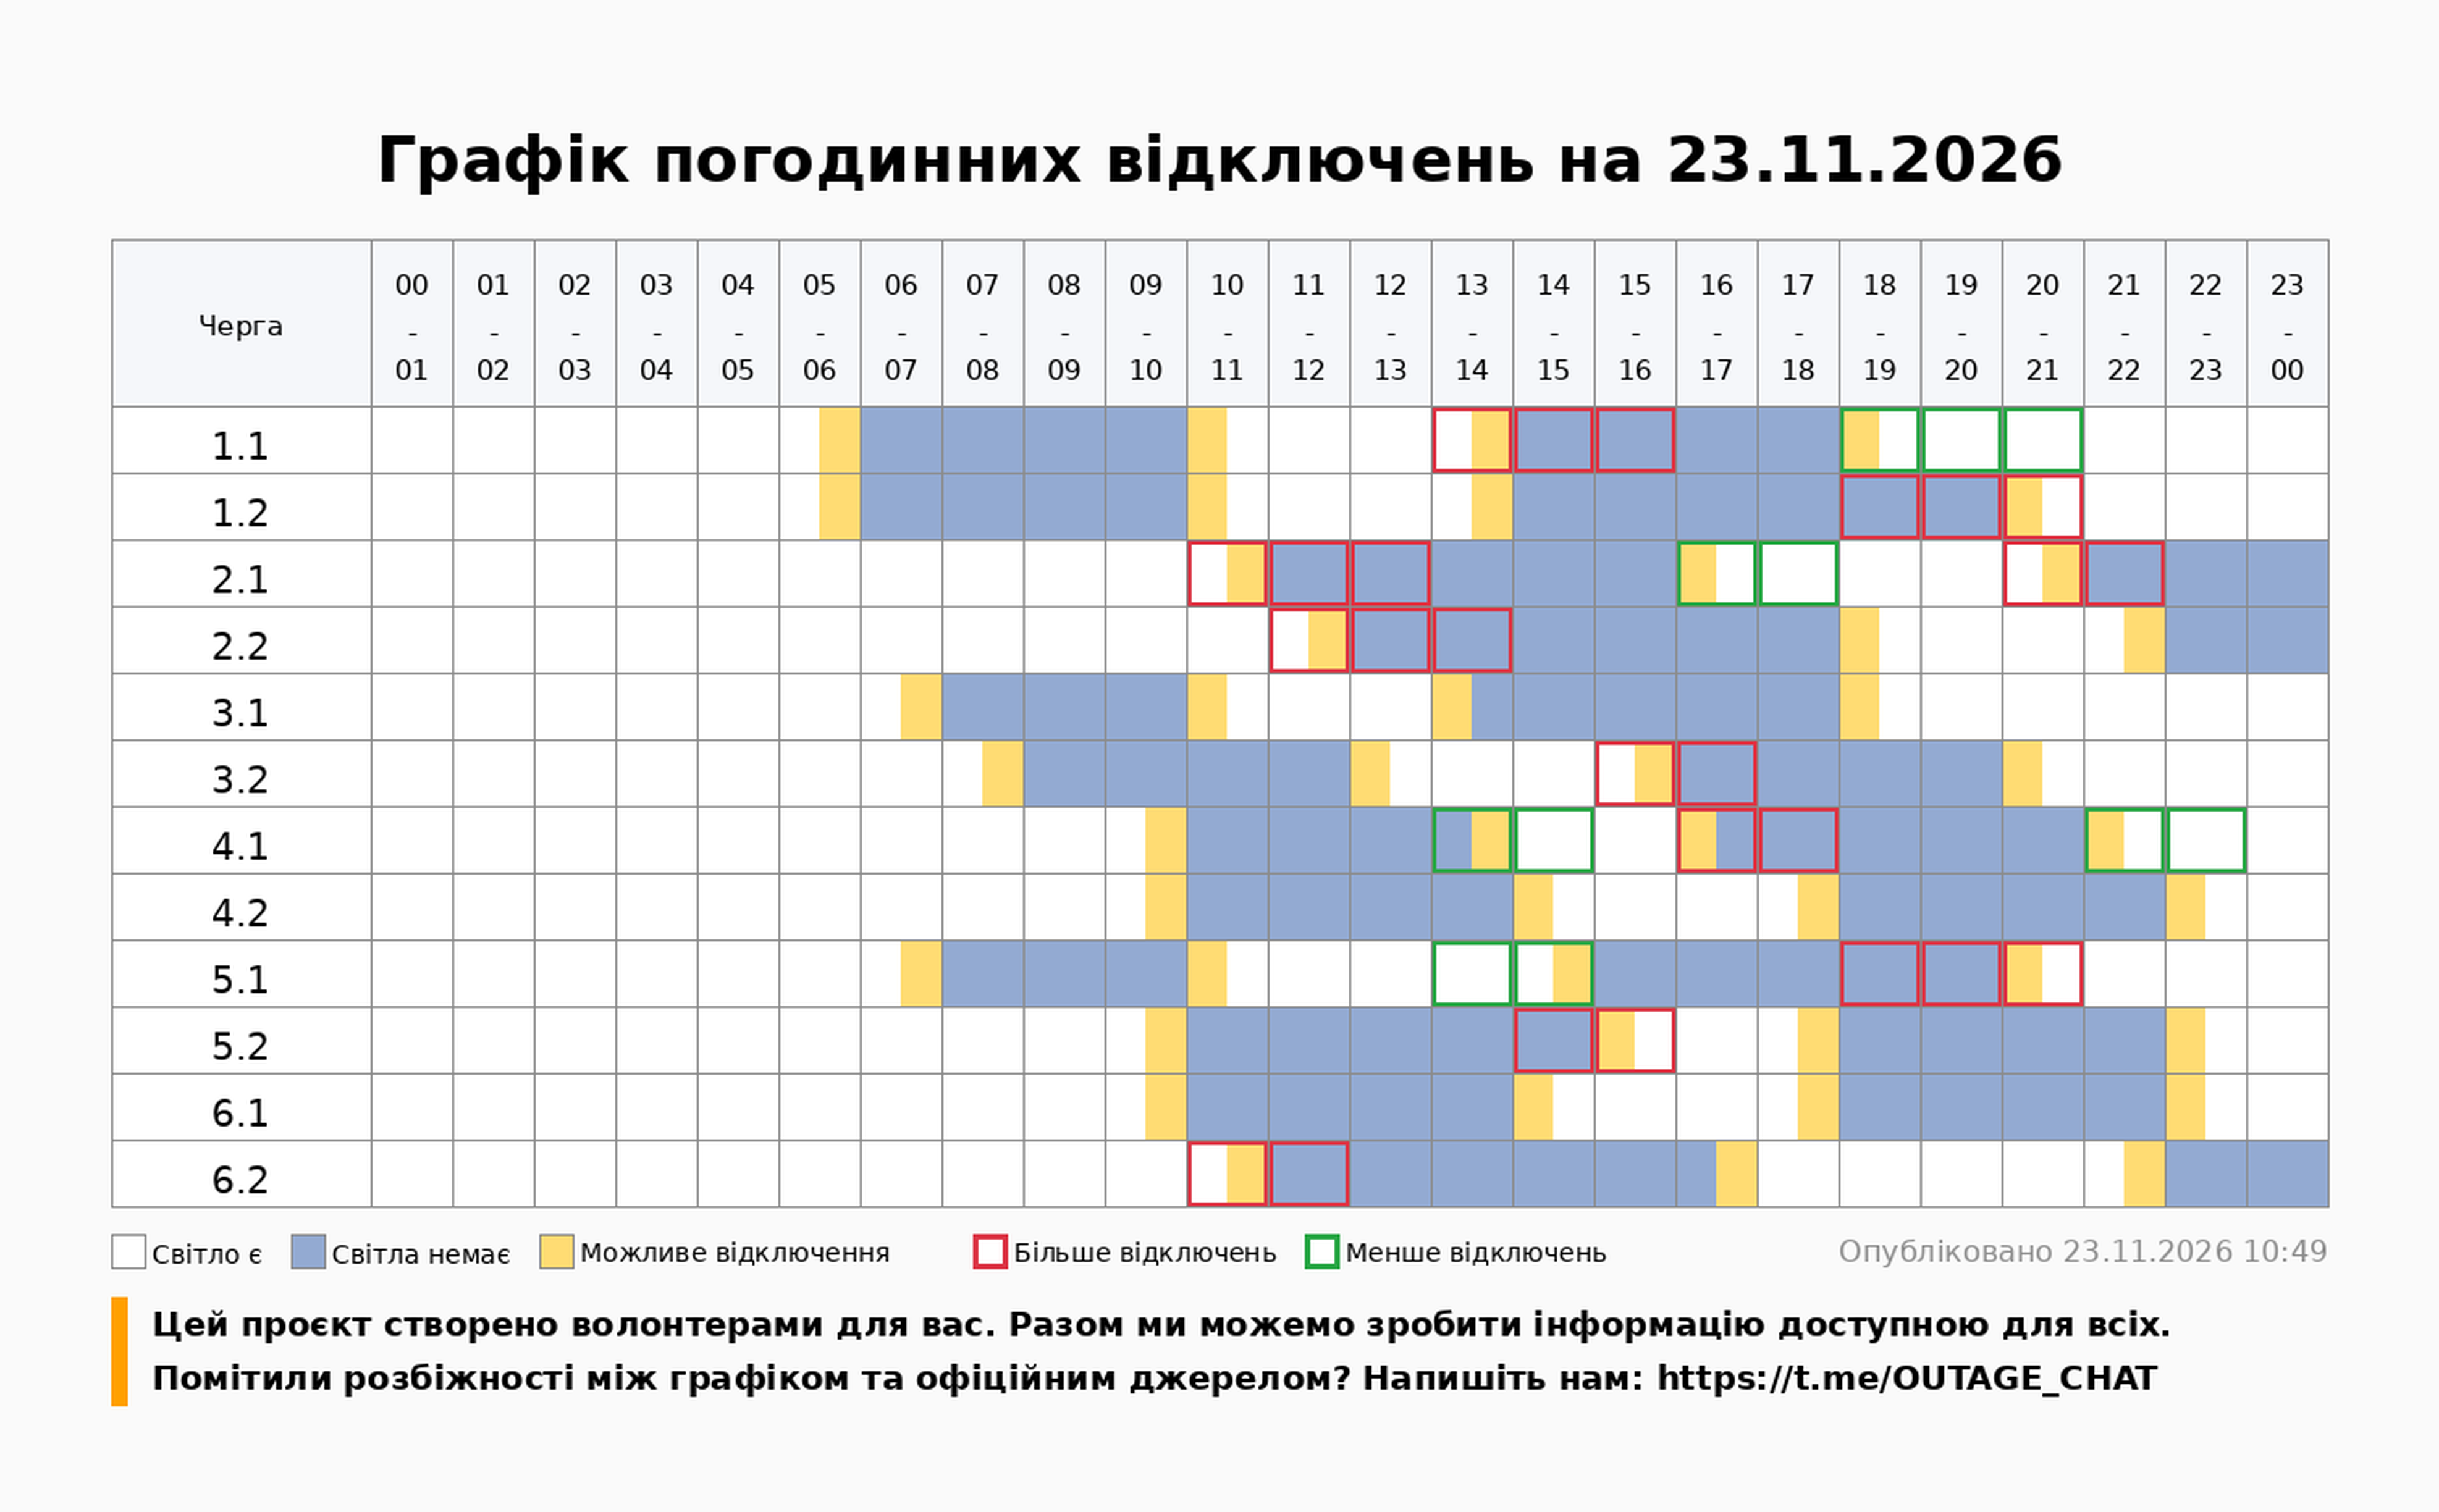 Графік погодинних відключень на 23.11.2026
Черга
00 - 01
01 - 02
02 - 03
03 - 04
04 - 05
05 - 06
06 - 07
07 - 08
08 - 09
09 - 10
10 - 11
11 - 12
12 - 13
13 - 14
14 - 15
15 - 16
16 - 17
17 - 18
18 - 19
19 - 20
20 - 21
21 - 22
22 - 23
23 - 00
1.1
1.2
2.1
2.2
3.1
3.2
4.1
4.2
5.1
5.2
6.1
6.2
Світло є Світла немає Можливе відключення Більше відключень Менше відключень Опубліковано 23.11.2026 10:49
Цей проєкт створено волонтерами для вас. Разом ми можемо зробити інформацію доступною для всіх.
Помітили розбіжності між графіком та офіційним джерелом? Напишіть нам: https://t.me/OUTAGE_CHAT